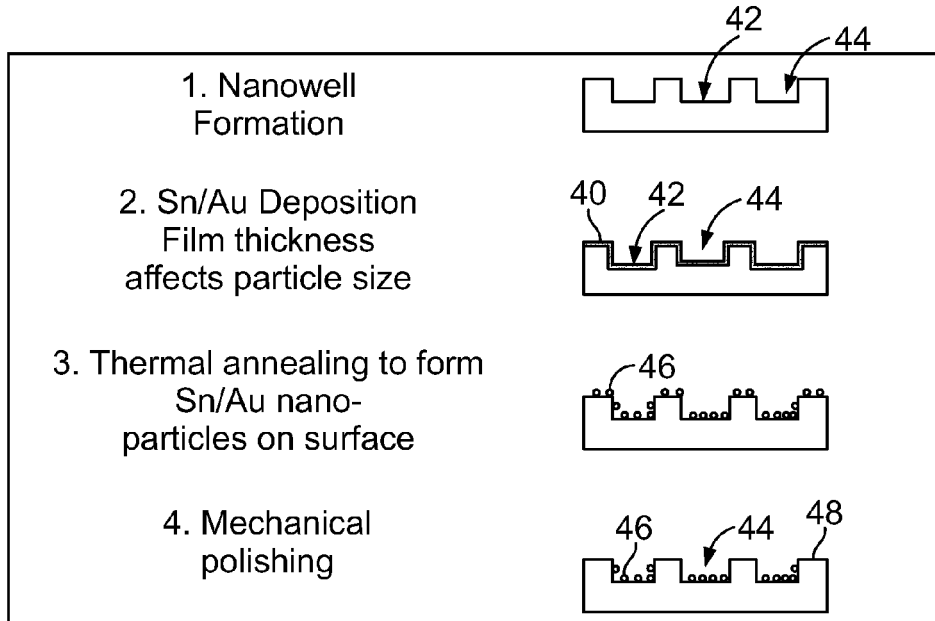 42
44
1. Nanowell
Formation
2. Sn/Au Deposition
Film thickness
affects particle size
40
42
44
3. Thermal annealing to form
Sn/Au nano-
particles on surface
46
4. Mechanical
polishing
46
44
48